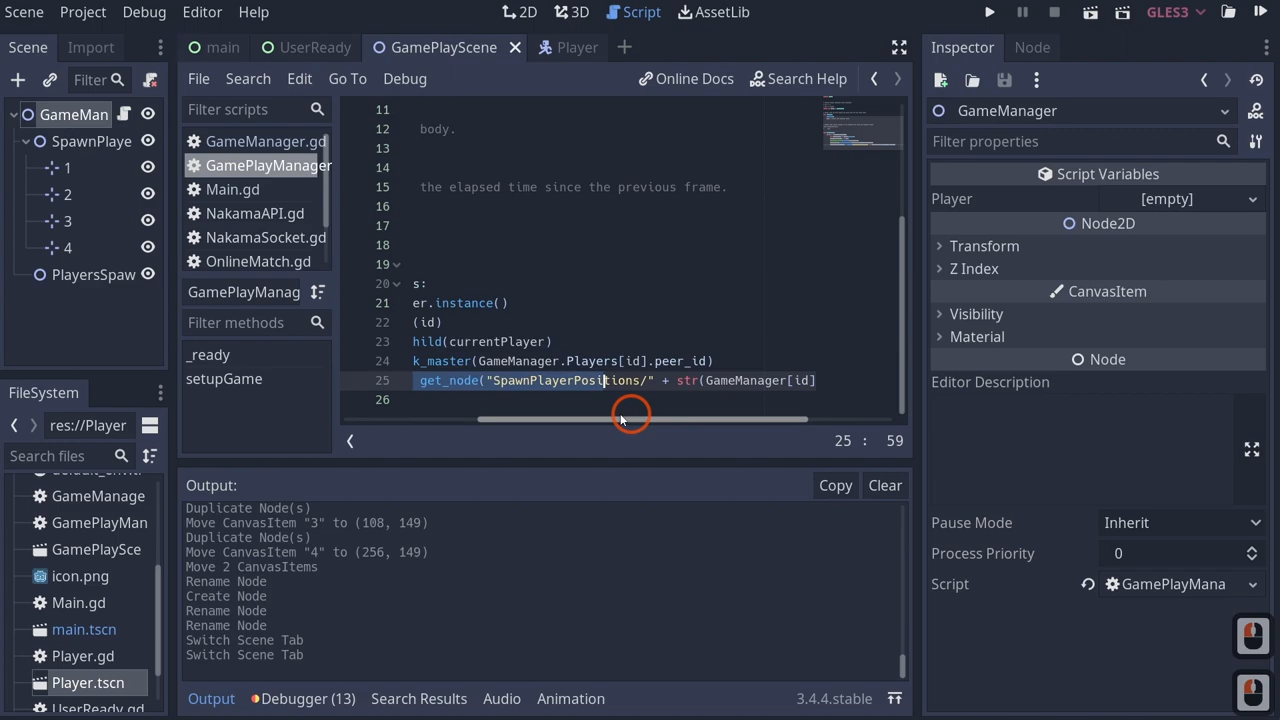 Scene Project Debug Editor Help 2D 3D Script AssetLib GLES3
Scene Import
Filter
GameMan
SpawnPlaye
1
2
3
4
PlayersSpaw
FileSystem
res://Player
Search files
GameManage
GamePlayMan
GamePlaySce
icon.png
Main.gd
main.tscn
Player.gd
Player.tscn
UserReady.gd
main UserReady GamePlayScene Player
File Search Edit Go To Debug Online Docs Search Help
Filter scripts
GameManager.gd
GamePlayManager
Main.gd
NakamaAPI.gd
NakamaSocket.gd
OnlineMatch.gd
GamePlayManag
Filter methods
_ready
setupGame
11
12 body.
13
14
15 the elapsed time since the previous frame.
16
17
18
19
20 s:
21 er.instance()
22 (id)
23 hild(currentPlayer)
24 k_master(GameManager.Players[id].peer_id)
25 get_node("SpawnPlayerPositions/" + str(GameManager[id]
26
25 : 59
Output: Copy Clear
Duplicate Node(s)
Move CanvasItem "3" to (108, 149)
Duplicate Node(s)
Move CanvasItem "4" to (256, 149)
Move 2 CanvasItems
Rename Node
Create Node
Rename Node
Rename Node
Switch Scene Tab
Switch Scene Tab
Output Debugger (13) Search Results Audio Animation 3.4.4.stable
Inspector Node
GameManager
Filter properties
Script Variables
Player [empty]
Node2D
Transform
Z Index
CanvasItem
Visibility
Material
Node
Editor Description
Pause Mode Inherit
Process Priority 0
Script GamePlayMana